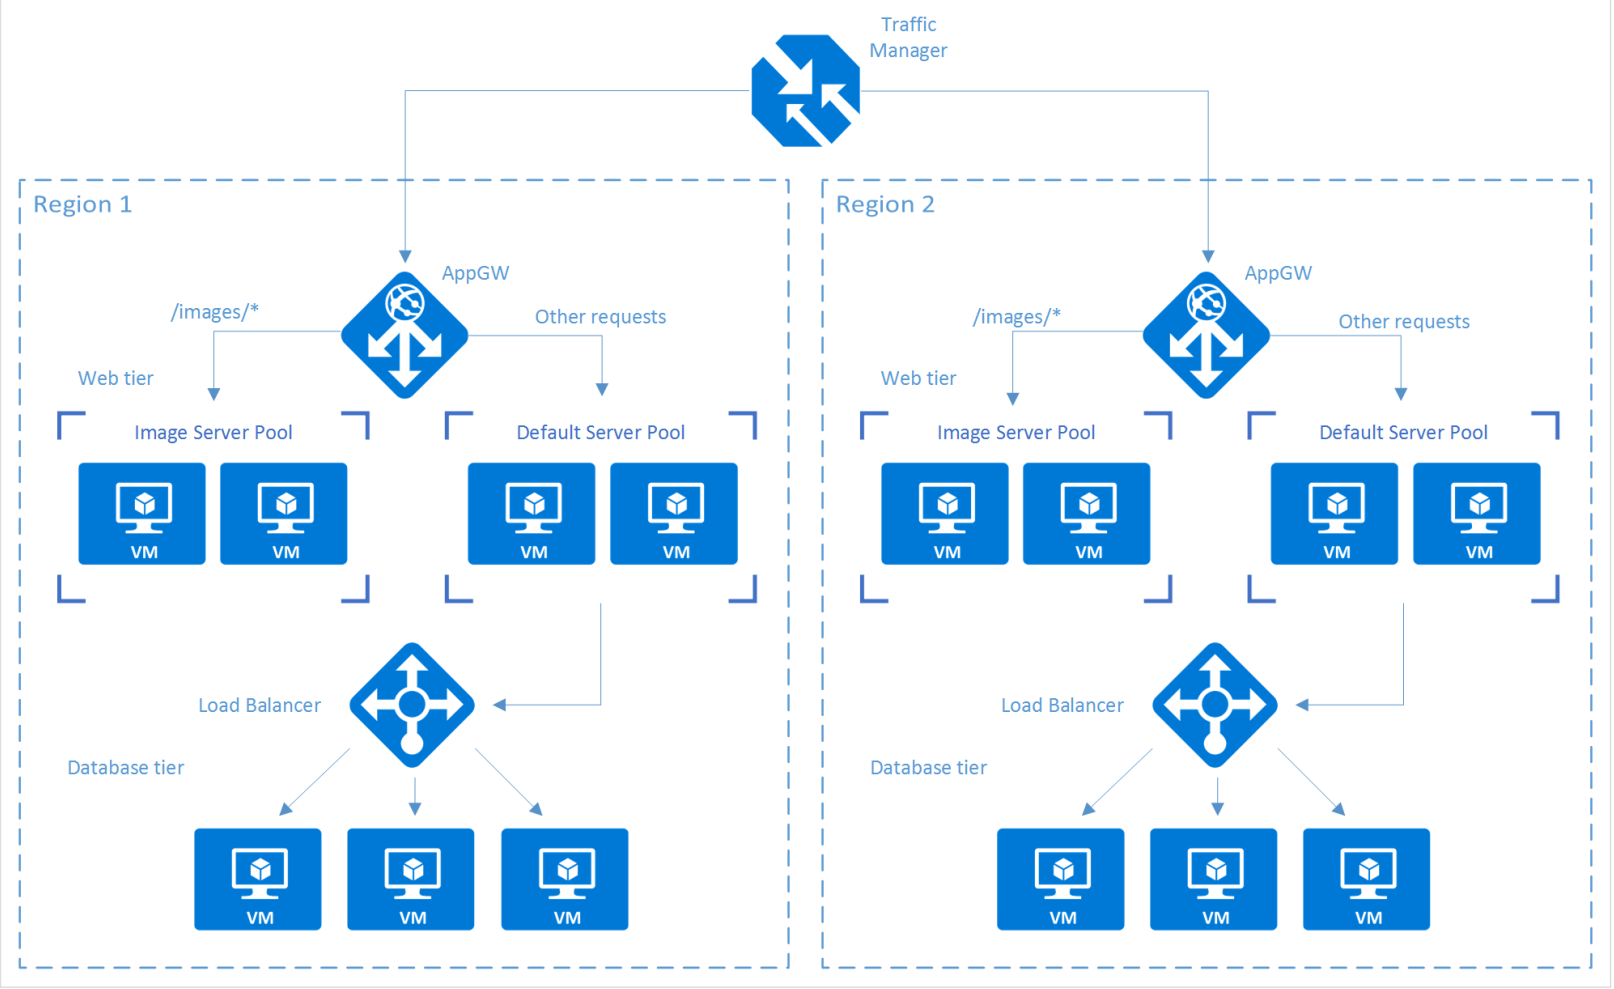 Traffic
Manager
Region 1
AppGW
/images/*
Other requests
Web tier
Image Server Pool
Default Server Pool
VM
VM
VM
VM
Load Balancer
Database tier
VM
VM
VM
Region 2
AppGW
/images/*
Other requests
Web tier
Image Server Pool
Default Server Pool
VM
VM
VM
VM
Load Balancer
Database tier
VM
VM
VM